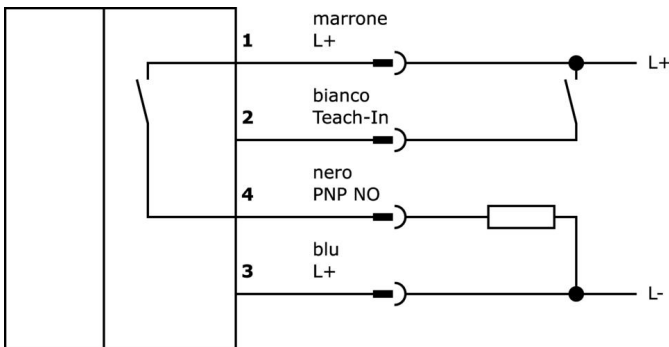 marrone
1 L+
L+
bianco
2 Teach-In
nero
4 PNP NO
blu
3 L+
L-